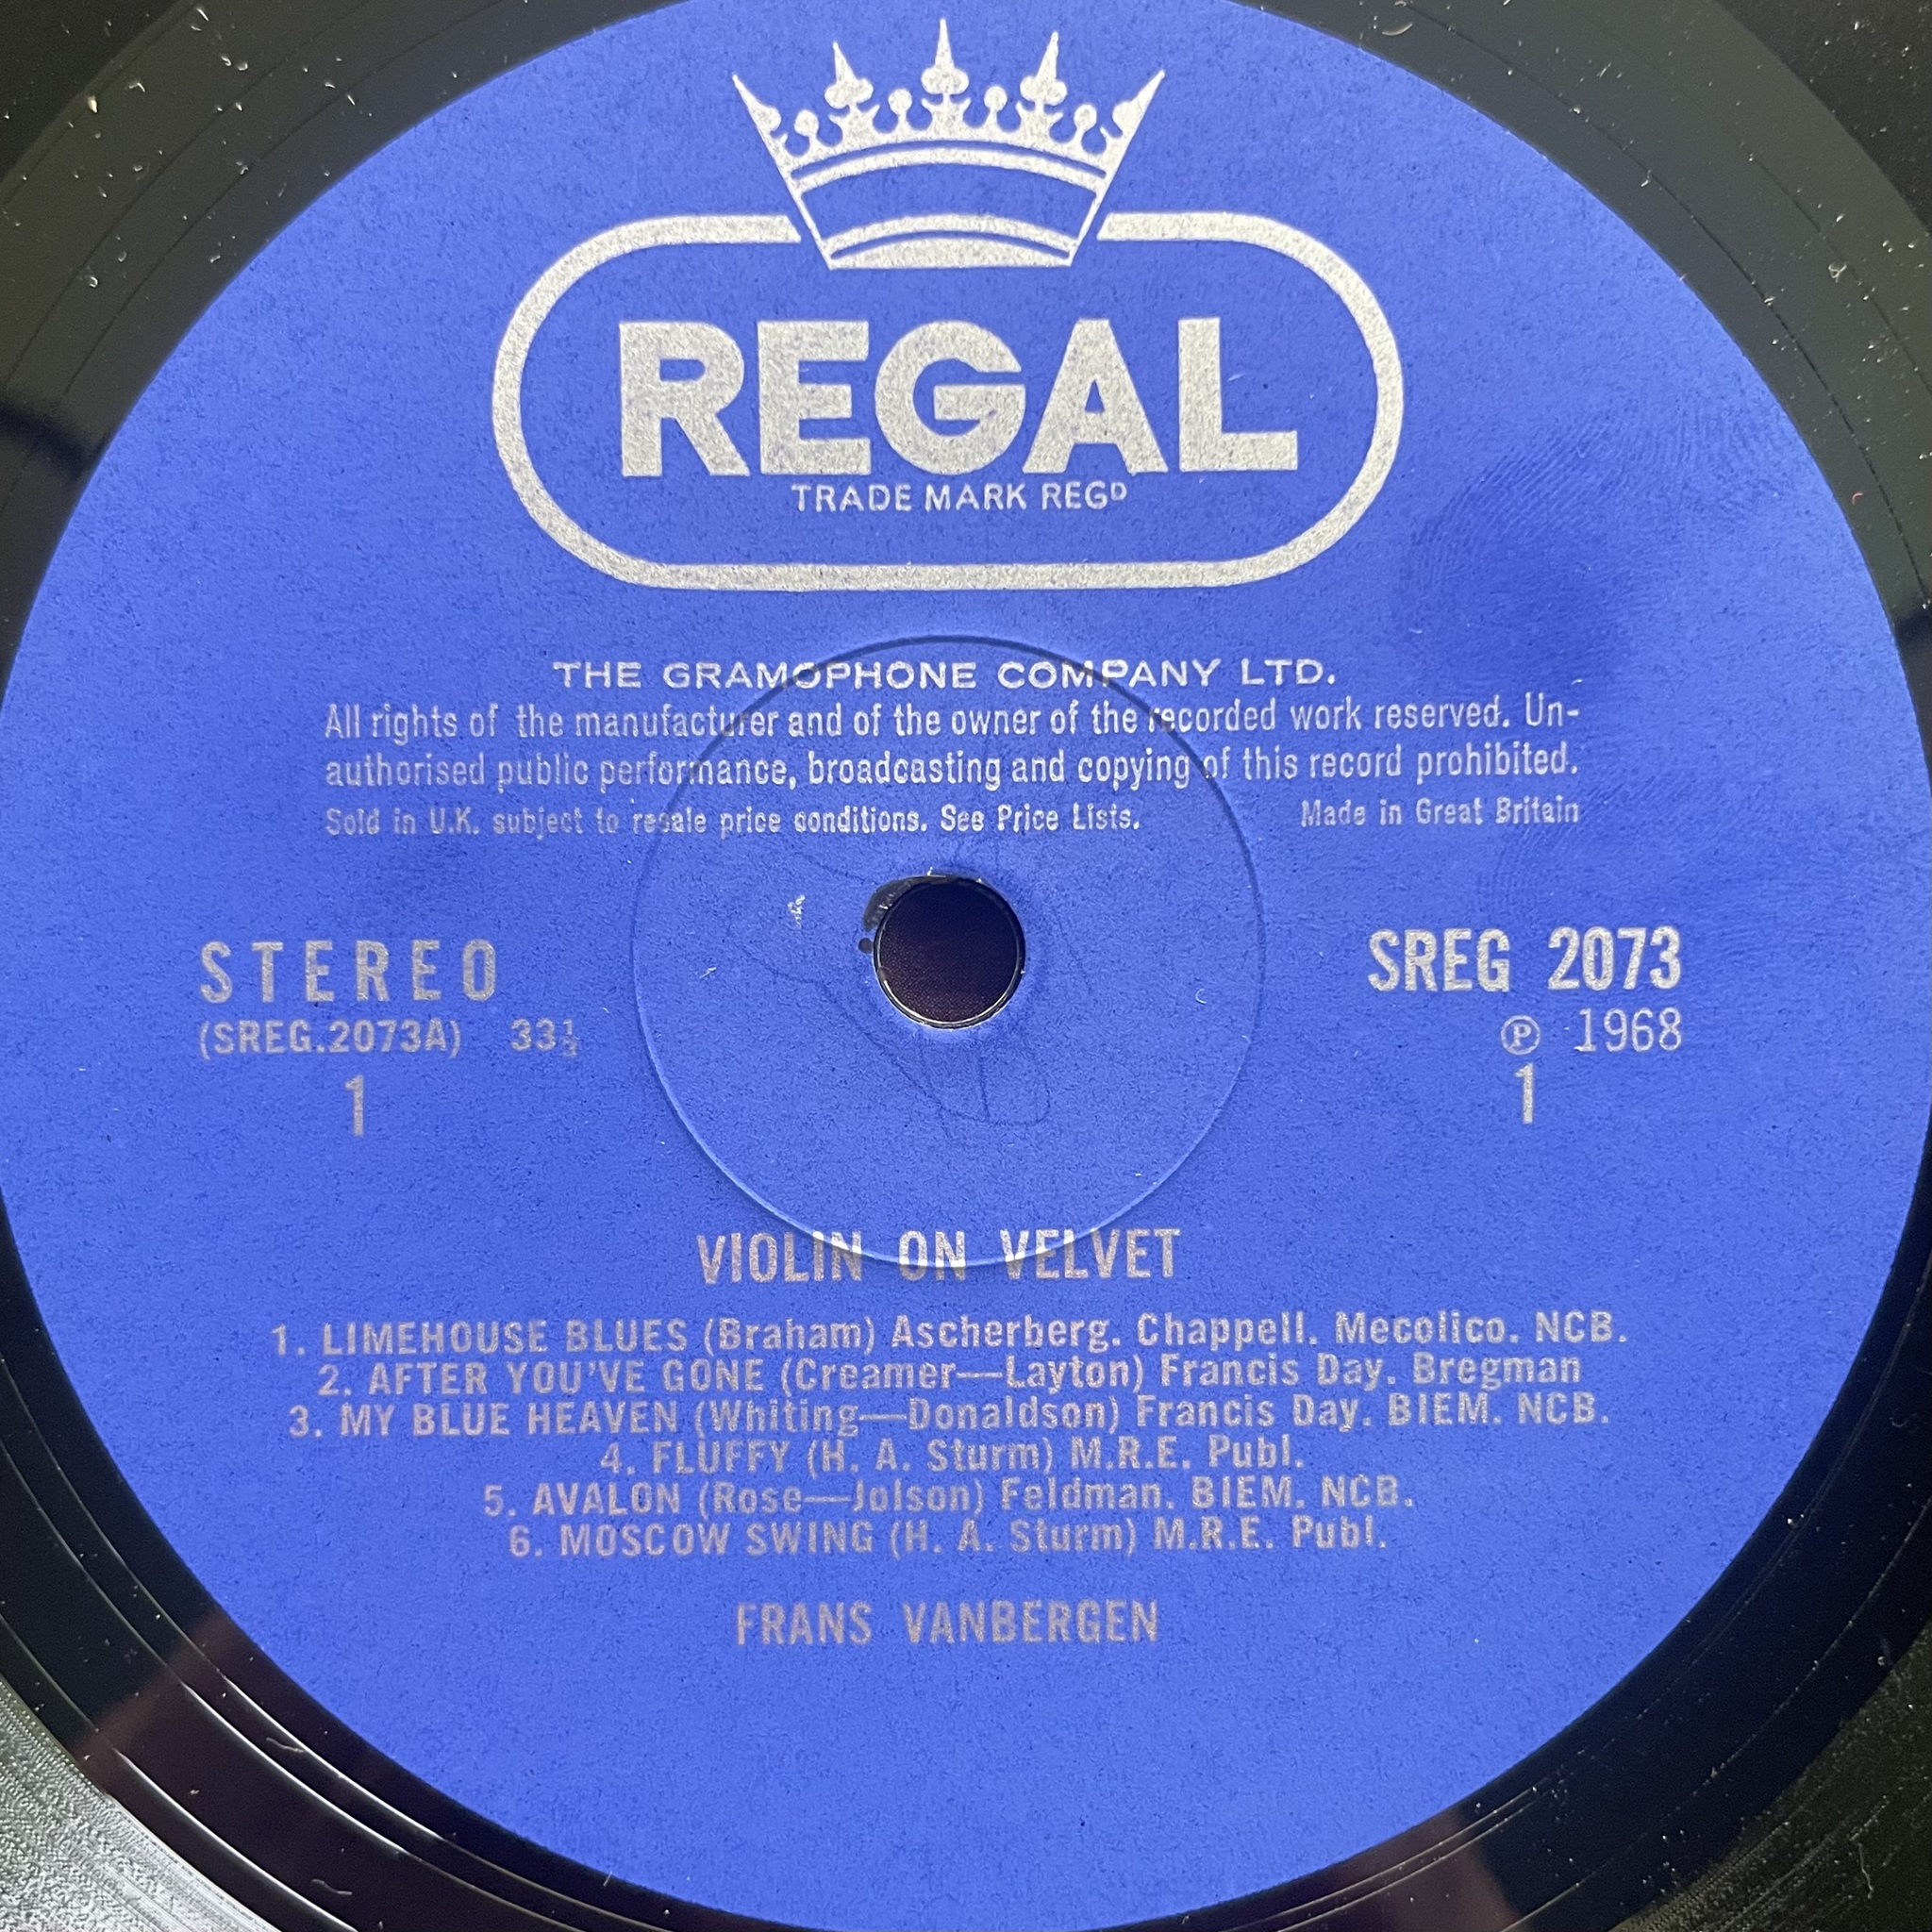 REGAL
TRADE MARK REGᴰ
THE GRAMOPHONE COMPANY LTD.
All rights of the manufacturer and of the owner of the recorded work reserved. Un-
authorised public performance, broadcasting and copying of this record prohibited.
Sold in U.K. subject to resale price conditions. See Price Lists. Made in Great Britain
STEREO
(SREG.2073A) 33⅓
1
SREG 2073
℗ 1968
1
VIOLIN ON VELVET
1. LIMEHOUSE BLUES (Braham) Ascherberg. Chappell. Mecolico. NCB.
2. AFTER YOU'VE GONE (Creamer—Layton) Francis Day. Bregman
3. MY BLUE HEAVEN (Whiting—Donaldson) Francis Day. BIEM. NCB.
4. FLUFFY (H. A. Sturm) M.R.E. Publ.
5. AVALON (Rose—Jolson) Feldman. BIEM. NCB.
6. MOSCOW SWING (H. A. Sturm) M.R.E. Publ.
FRANS VANBERGEN